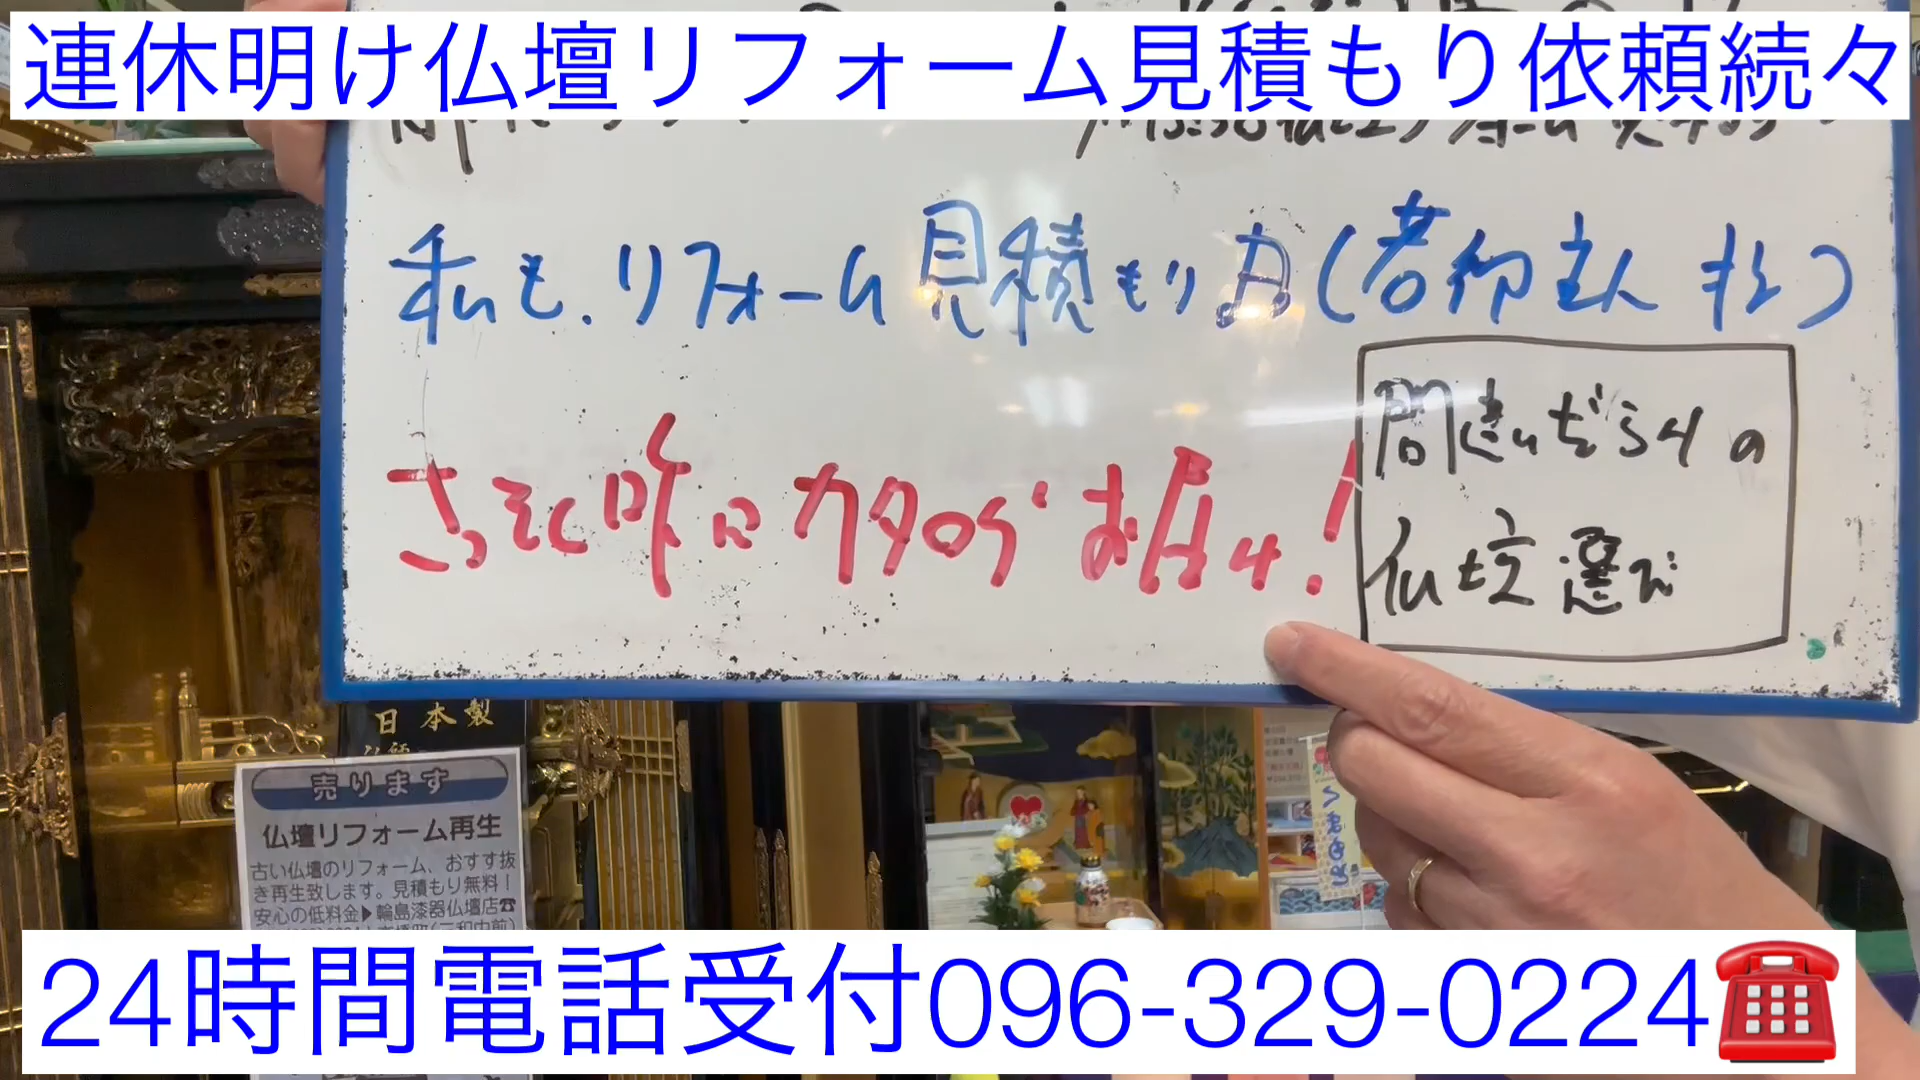 連休明け仏壇リフォーム見積もり依頼続々
私も、リフォーム見積もり
さっそく昨日カタログお届け!
間違いだらけの
仏壇選び
日本製
売ります
仏壇リフォーム再生
古い仏壇のリフォーム、おすす抜
き再生致します。見積もり無料!
安心の低料金▶輪島漆器仏壇店☎
24時間電話受付096-329-0224☎